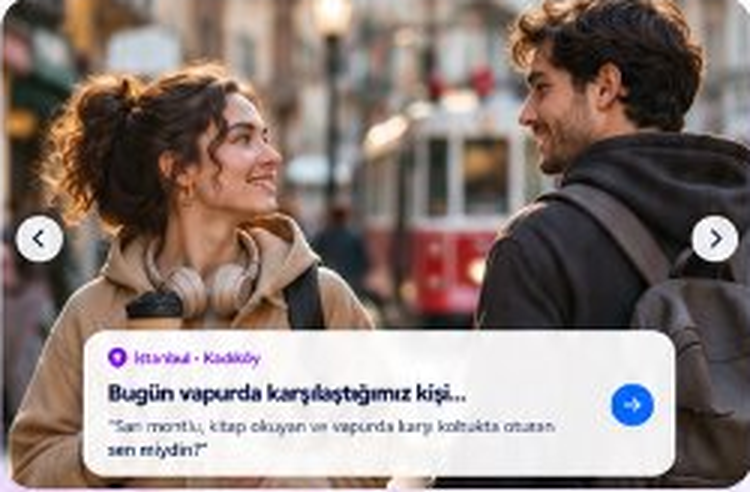 İstanbul • Kadıköy
Bugün vapurda karşılaştığımız kişi...
"Sarı montlu, kitap okuyan ve vapurda karşı koltukta oturan
sen miydin?"